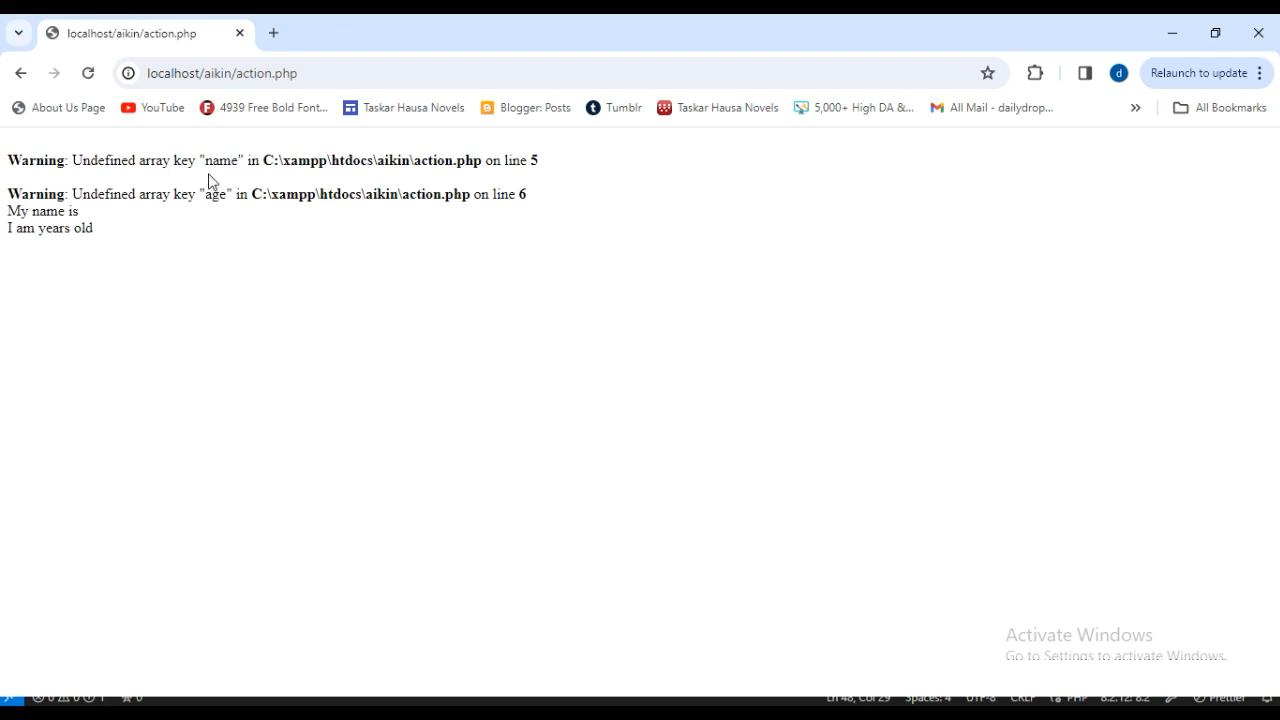 localhost/aikin/action.php
localhost/aikin/action.php
Relaunch to update
About Us Page
YouTube
4939 Free Bold Font...
Taskar Hausa Novels
Blogger: Posts
Tumblr
Taskar Hausa Novels
5,000+ High DA &...
All Mail - dailydrop...
All Bookmarks
Warning: Undefined array key "name" in C:\xampp\htdocs\aikin\action.php on line 5
Warning: Undefined array key "age" in C:\xampp\htdocs\aikin\action.php on line 6
My name is
I am years old
Activate Windows
Go to Settings to activate Windows.